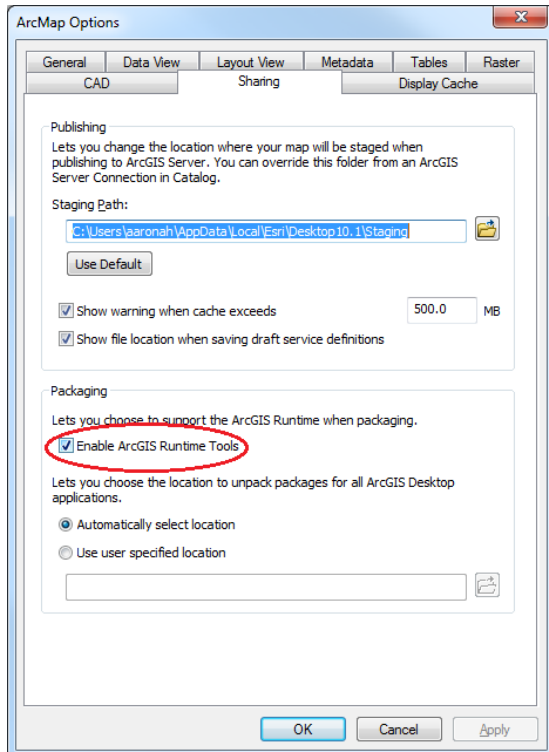 ArcMap Options
General Data View Layout View Metadata Tables Raster
CAD Sharing Display Cache
Publishing
Lets you change the location where your map will be staged when
publishing to ArcGIS Server. You can override this folder from an ArcGIS
Server Connection in Catalog.
Staging Path:
C:\Users\aaronah\AppData\Local\Esri\Desktop10.1\Staging
Use Default
Show warning when cache exceeds 500.0 MB
Show file location when saving draft service definitions
Packaging
Lets you choose to support the ArcGIS Runtime when packaging.
Enable ArcGIS Runtime Tools
Lets you choose the location to unpack packages for all ArcGIS Desktop
applications.
Automatically select location
Use user specified location
OK Cancel Apply